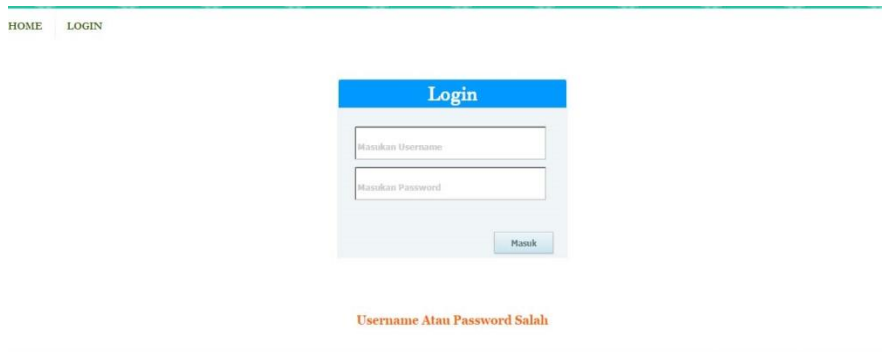 HOME LOGIN
Login
Masukan Username
Masukan Password
Masuk
Username Atau Password Salah